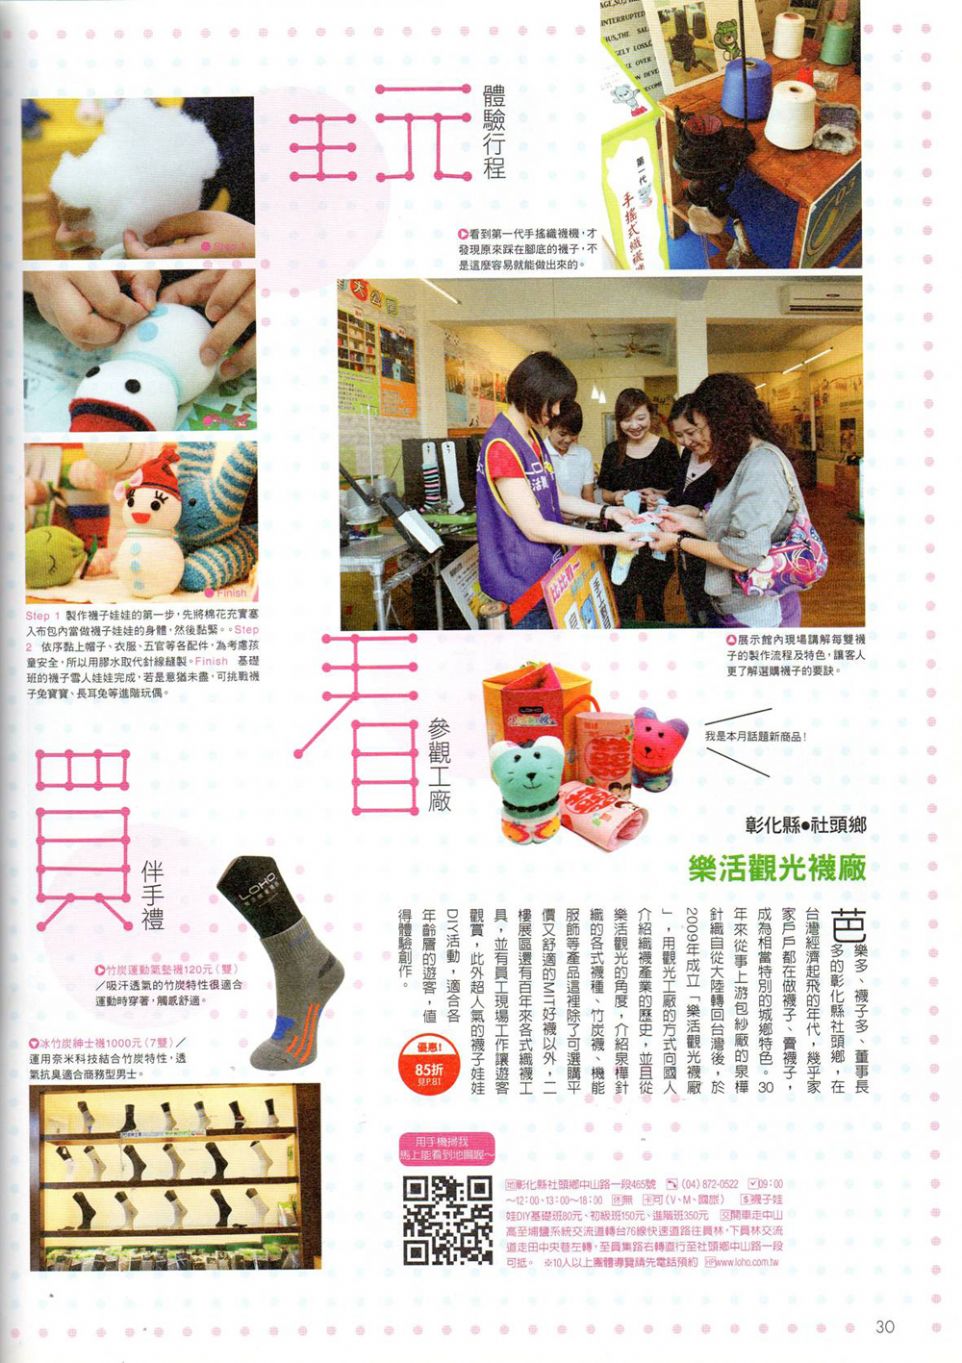 玩
體驗行程
看到第一代手搖織襪機，才
發現原來踩在腳底的襪子，不
是這麼容易就能做出來的。
第一代
手搖式織襪機
Step 1
Finish
Step 1 製作襪子娃娃的第一步，先將棉花充實塞
入布包內當做襪子娃娃的身體，然後黏緊。。Step
2 依序黏上帽子、衣服、五官等各配件，為考慮孩
童安全，所以用膠水取代針線縫製。Finish 基礎
班的襪子雪人娃娃完成，若是意猶未盡，可挑戰襪
子兔寶寶、長耳兔等進階玩偶。
展示館內現場講解每雙襪
子的製作流程及特色，讓客人
更了解選購襪子的要訣。
看
參觀工廠
我是本月話題新商品！
LOHO
彰化縣●社頭鄉
樂活觀光襪廠
芭樂多、襪子多、董事長
多的彰化縣社頭鄉，在
台灣經濟起飛的年代，幾乎家
家戶戶都在做襪子、賣襪子，
成為相當特別的城鄉特色。30
年來從事上游包紗廠的泉樺
針織自從大陸轉回台灣後，於
2009年成立「樂活觀光襪廠
」，用觀光工廠的方式向國人
介紹織襪產業的歷史，並且從
樂活觀光的角度，介紹泉樺針
織的各式襪種、竹炭襪、機能
服飾等產品這裡除了可選購平
價又舒適的MIT好襪以外，二
樓展區還有百年來各式織襪工
具，並有員工現場工作讓遊客
觀賞，此外超人氣的襪子娃娃
DIY活動，適合各
年齡層的遊客，值
得體驗創作。
優惠!
85折
見P.81
買
伴手禮
LOHO
竹炭運動氣墊襪120元（雙）
／吸汗透氣的竹炭特性很適合
運動時穿著，觸感舒適。
冰竹炭紳士襪1000元（7雙）／
運用奈米科技結合竹炭特性，透
氣抗臭適合商務型男士。
用手機掃我
馬上能看到地圖喔～
彰化縣社頭鄉中山路一段465號 (04) 872-0522 09:00
～12:00、13:00～18:00 休無 卡可（V、M、國旅） $襪子娃
娃DIY基礎班80元、初級班150元、進階班350元 開車走中山
高至埔鹽系統交流道轉台76線快速道路往員林，下員林交流
道走田中央巷左轉，至員集路右轉直行至社頭鄉中山路一段
可抵。 ※10人以上團體導覽請先電話預約 HPwww.loho.com.tw
30